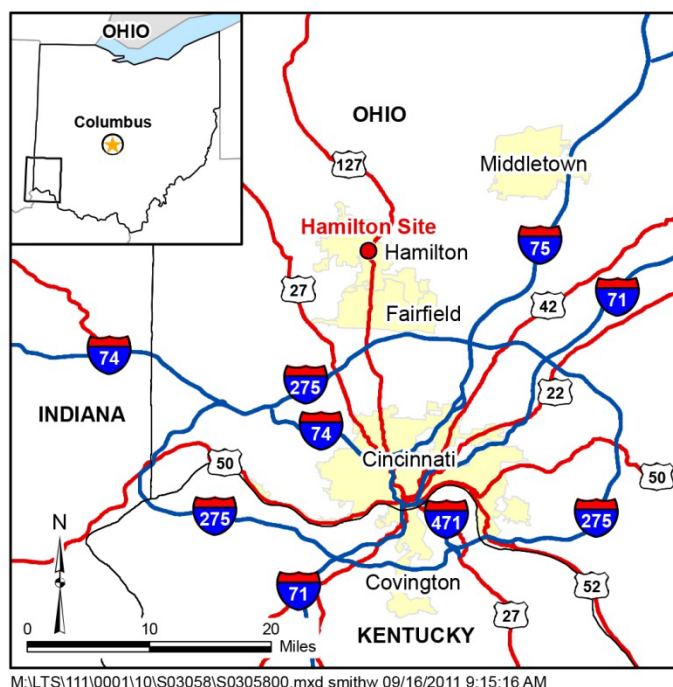 OHIO
Columbus
OHIO
127
Middletown
Hamilton Site
Hamilton
75
27
42
71
Fairfield
74
275
22
INDIANA
74
Cincinnati
50
50
275
471
275
N
Covington
71
52
27
0 10 20
Miles
KENTUCKY
M:\LTS\111\0001\10\S03058\S0305800.mxd smithw 09/16/2011 9:15:16 AM